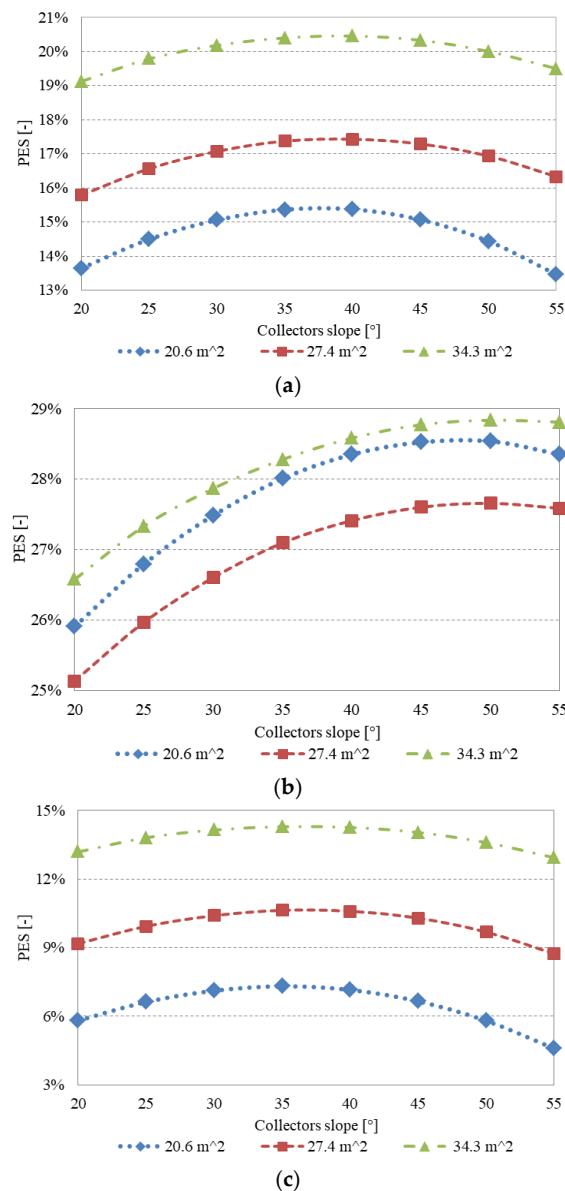 21%
20%
19%
18%
17%
16%
15%
14%
13%
PES [-]
20 25 30 35 40 45 50 55
Collectors slope [°]
20.6 m^2 27.4 m^2 34.3 m^2
(a)
29%
28%
27%
26%
25%
PES [-]
20 25 30 35 40 45 50 55
Collectors slope [°]
20.6 m^2 27.4 m^2 34.3 m^2
(b)
15%
12%
9%
6%
3%
PES [-]
20 25 30 35 40 45 50 55
Collectors slope [°]
20.6 m^2 27.4 m^2 34.3 m^2
(c)